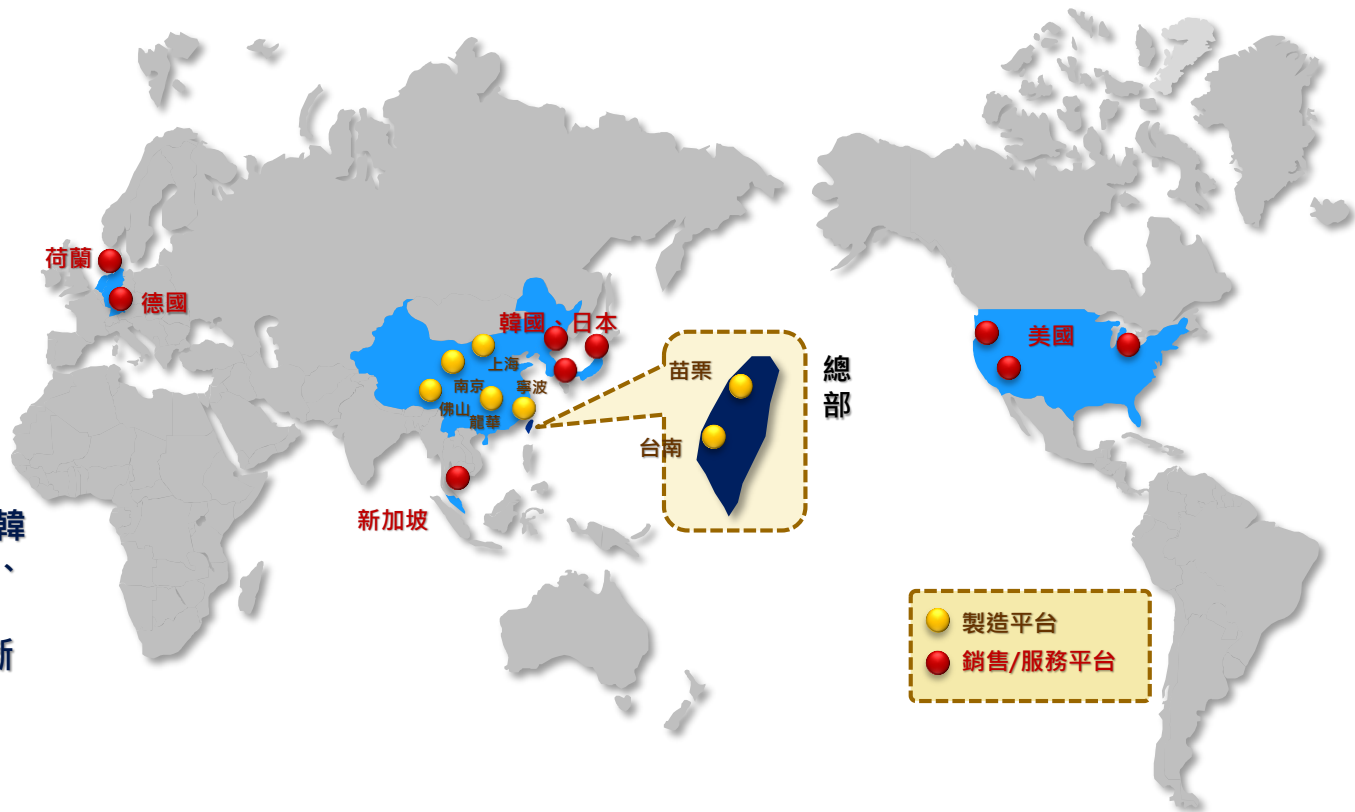 荷蘭
德國
韓國、日本
上海
南京
寧波
佛山
龍華
苗栗
台南
總部
美國
新加坡
韓
、
新
製造平台
銷售/服務平台